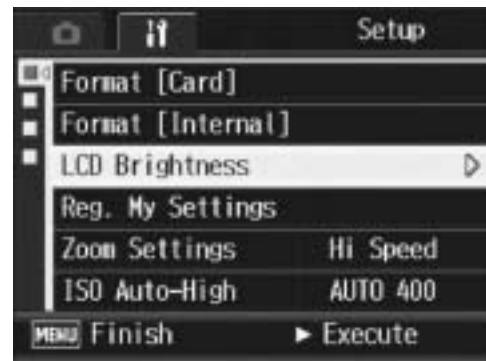 Setup
Format [Card]
Format [Internal]
LCD Brightness
Reg. My Settings
Zoom Settings Hi Speed
ISO Auto-High AUTO 400
MENU Finish ► Execute